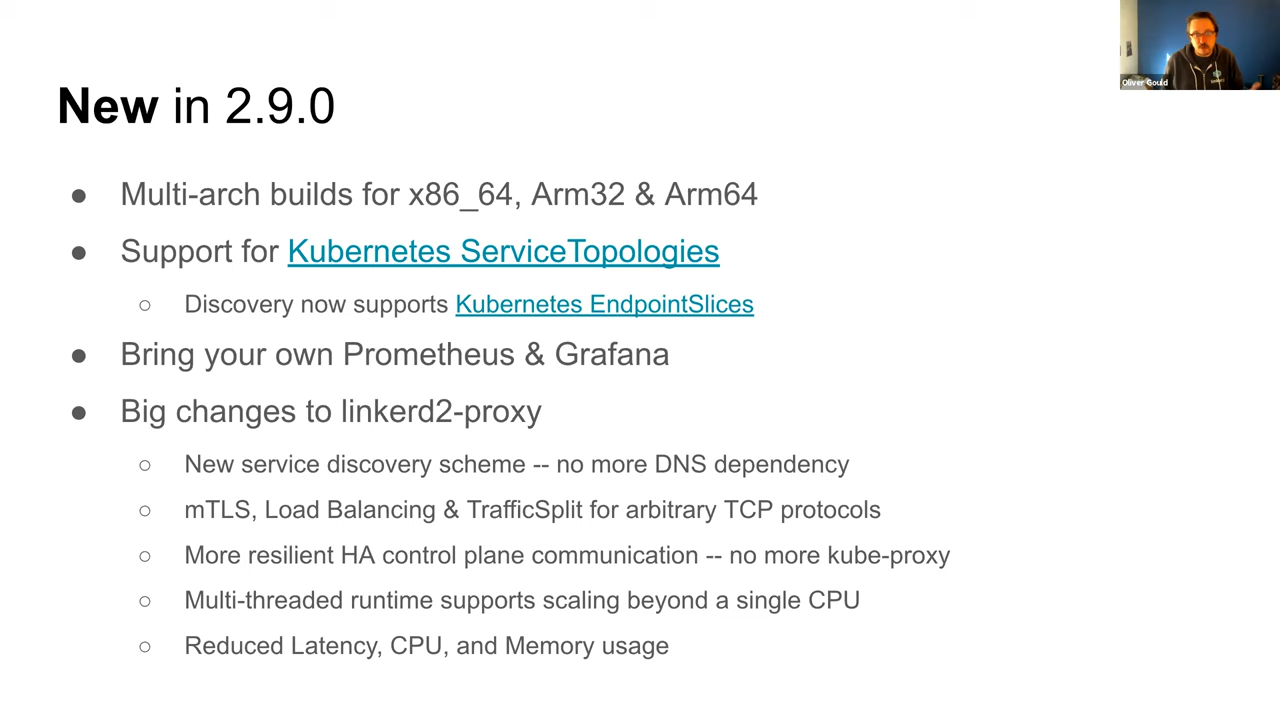 Oliver Gould
New in 2.9.0
● Multi-arch builds for x86_64, Arm32 & Arm64
● Support for Kubernetes ServiceTopologies
○ Discovery now supports Kubernetes EndpointSlices
● Bring your own Prometheus & Grafana
● Big changes to linkerd2-proxy
○ New service discovery scheme -- no more DNS dependency
○ mTLS, Load Balancing & TrafficSplit for arbitrary TCP protocols
○ More resilient HA control plane communication -- no more kube-proxy
○ Multi-threaded runtime supports scaling beyond a single CPU
○ Reduced Latency, CPU, and Memory usage